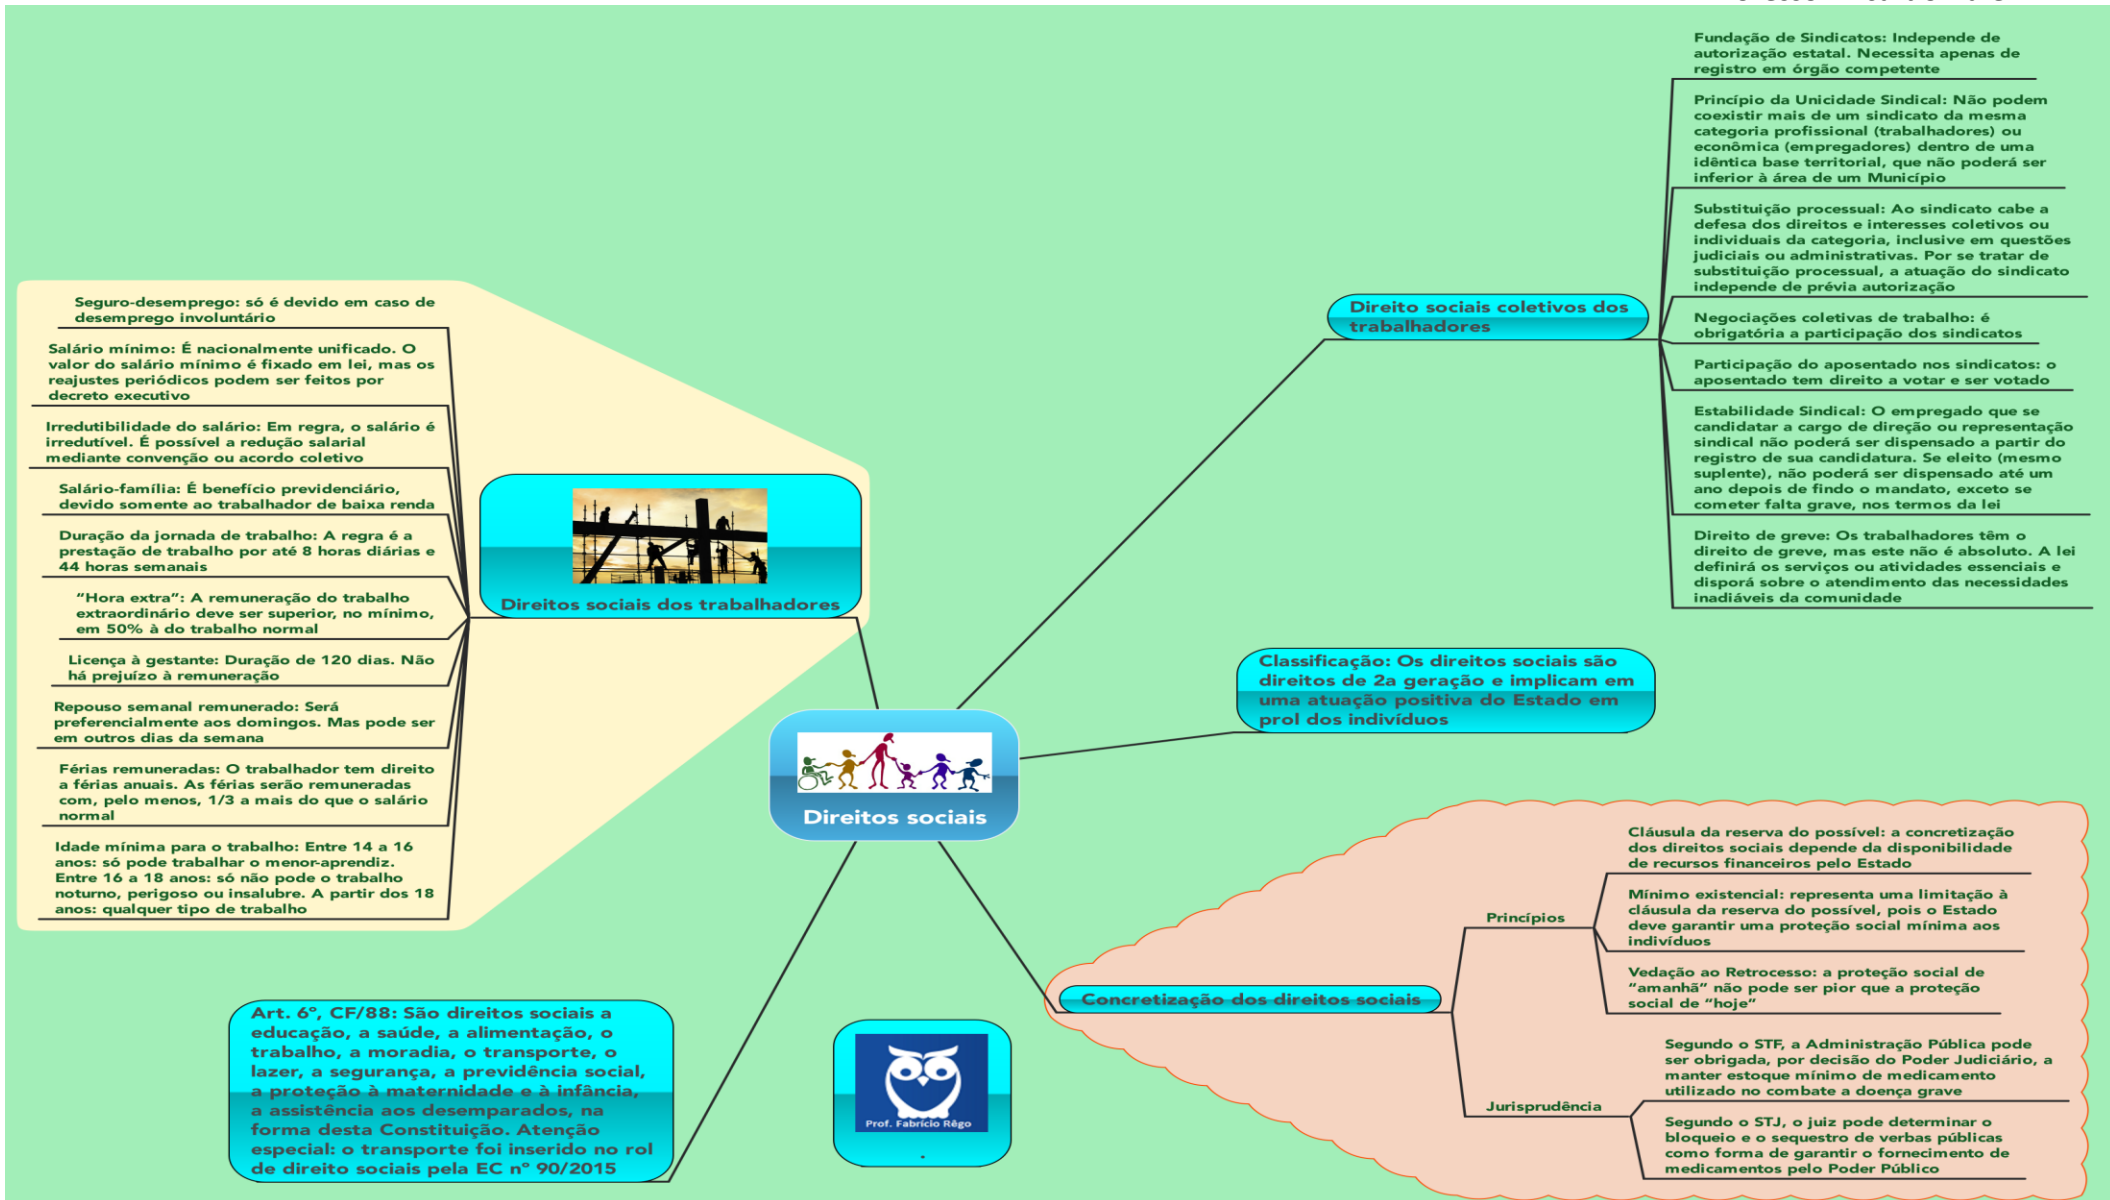 Fundação de Sindicatos: Independe de
autorização estatal. Necessita apenas de
registro em órgão competente
Princípio da Unicidade Sindical: Não podem
coexistir mais de um sindicato da mesma
categoria profissional (trabalhadores) ou
econômica (empregadores) dentro de uma
idêntica base territorial, que não poderá ser
inferior à área de um Município
Substituição processual: Ao sindicato cabe a
defesa dos direitos e interesses coletivos ou
individuais da categoria, inclusive em questões
judiciais ou administrativas. Por se tratar de
substituição processual, a atuação do sindicato
independe de prévia autorização
Direito sociais coletivos dos
trabalhadores
Negociações coletivas de trabalho: é
obrigatória a participação dos sindicatos
Participação do aposentado nos sindicatos: o
aposentado tem direito a votar e ser votado
Estabilidade Sindical: O empregado que se
candidatar a cargo de direção ou representação
sindical não poderá ser dispensado a partir do
registro de sua candidatura. Se eleito (mesmo
suplente), não poderá ser dispensado até um
ano depois de findo o mandato, exceto se
cometer falta grave, nos termos da lei
Direito de greve: Os trabalhadores têm o
direito de greve, mas este não é absoluto. A lei
definirá os serviços ou atividades essenciais e
disporá sobre o atendimento das necessidades
inadiáveis da comunidade
Seguro-desemprego: só é devido em caso de
desemprego involuntário
Salário mínimo: É nacionalmente unificado. O
valor do salário mínimo é fixado em lei, mas os
reajustes periódicos podem ser feitos por
decreto executivo
Irredutibilidade do salário: Em regra, o salário é
irredutível. É possível a redução salarial
mediante convenção ou acordo coletivo
Salário-família: É benefício previdenciário,
devido somente ao trabalhador de baixa renda
Duração da jornada de trabalho: A regra é a
prestação de trabalho por até 8 horas diárias e
44 horas semanais
“Hora extra”: A remuneração do trabalho
extraordinário deve ser superior, no mínimo,
em 50% à do trabalho normal
Licença à gestante: Duração de 120 dias. Não
há prejuízo à remuneração
Repouso semanal remunerado: Será
preferencialmente aos domingos. Mas pode ser
em outros dias da semana
Férias remuneradas: O trabalhador tem direito
a férias anuais. As férias serão remuneradas
com, pelo menos, 1/3 a mais do que o salário
normal
Idade mínima para o trabalho: Entre 14 a 16
anos: só pode trabalhar o menor-aprendiz.
Entre 16 a 18 anos: só não pode o trabalho
noturno, perigoso ou insalubre. A partir dos 18
anos: qualquer tipo de trabalho
Direitos sociais dos trabalhadores
Classificação: Os direitos sociais são
direitos de 2a geração e implicam em
uma atuação positiva do Estado em
prol dos indivíduos
Direitos sociais
Cláusula da reserva do possível: a concretização
dos direitos sociais depende da disponibilidade
de recursos financeiros pelo Estado
Mínimo existencial: representa uma limitação à
cláusula da reserva do possível, pois o Estado
deve garantir uma proteção social mínima aos
indivíduos
Princípios
Vedação ao Retrocesso: a proteção social de
“amanhã” não pode ser pior que a proteção
social de “hoje”
Concretização dos direitos sociais
Segundo o STF, a Administração Pública pode
ser obrigada, por decisão do Poder Judiciário, a
manter estoque mínimo de medicamento
utilizado no combate a doença grave
Jurisprudência
Segundo o STJ, o juiz pode determinar o
bloqueio e o sequestro de verbas públicas
como forma de garantir o fornecimento de
medicamentos pelo Poder Público
Art. 6º, CF/88: São direitos sociais a
educação, a saúde, a alimentação, o
trabalho, a moradia, o transporte, o
lazer, a segurança, a previdência social,
a proteção à maternidade e à infância,
a assistência aos desemparados, na
forma desta Constituição. Atenção
especial: o transporte foi inserido no rol
de direito sociais pela EC nº 90/2015
Prof. Fabrício Rêgo
.